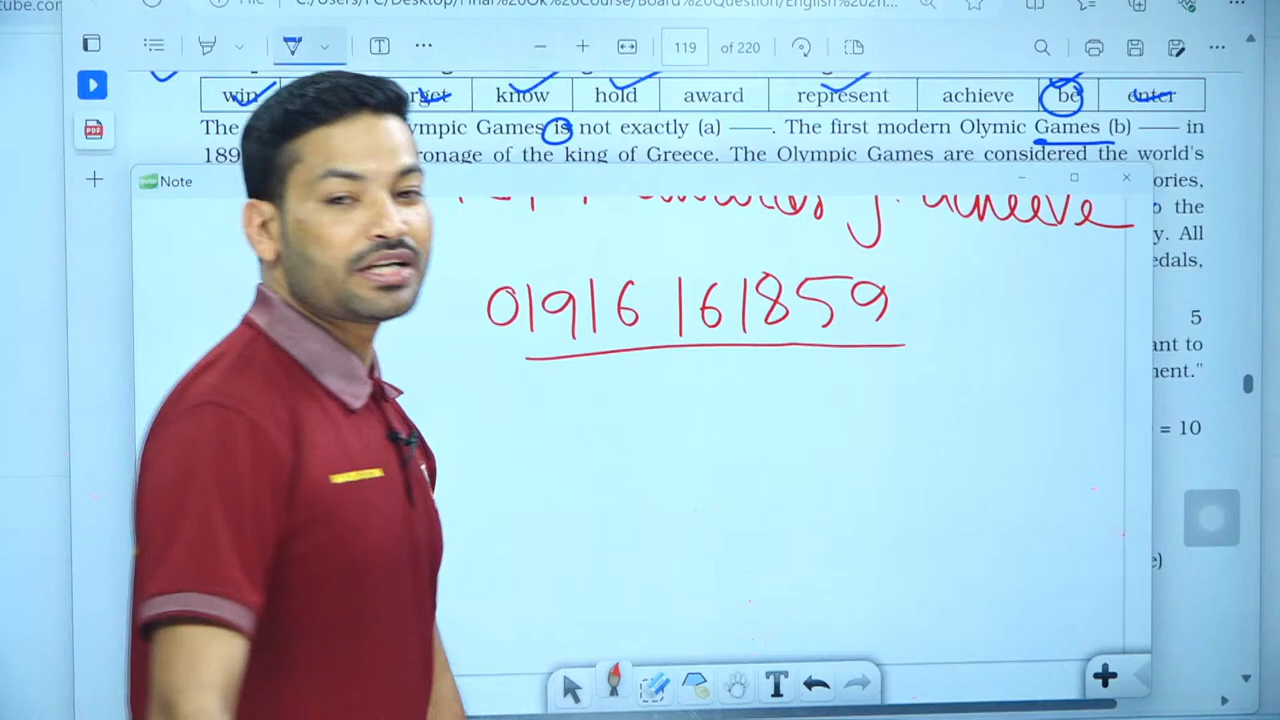 File
119 of 220
know hold award represent achieve be enter
The ympic Games is not exactly (a) ——. The first modern Olymic Games (b) —— in
189 ronage of the king of Greece. The Olympic Games are considered the world's
Note
ories,
the
y. All
edals,
achieve
01916 161859
5
ant to
ment."
= 10